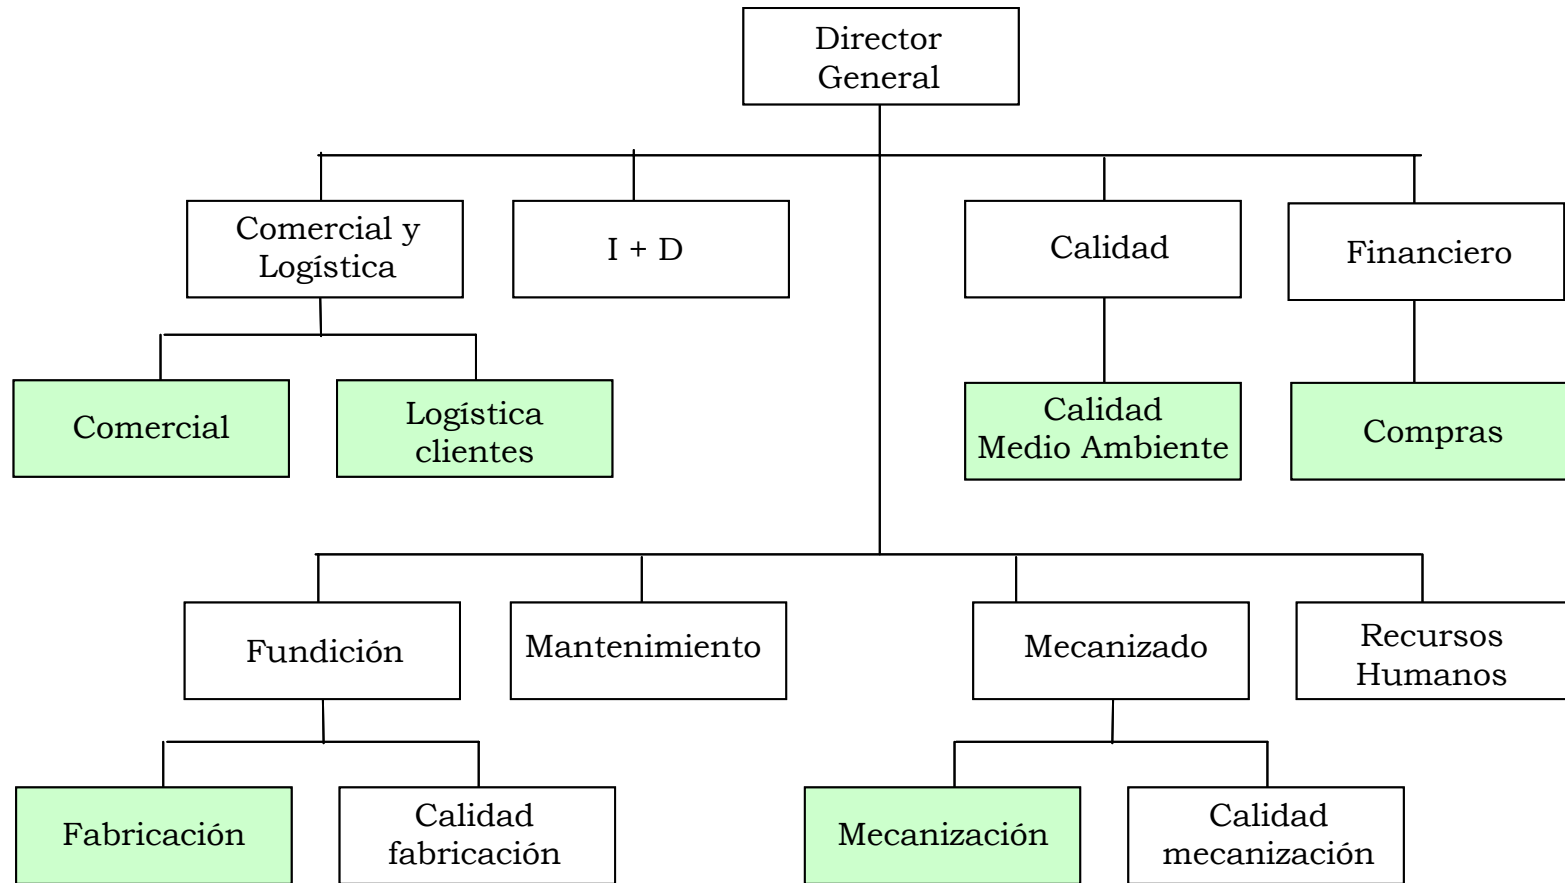 Director
General
Comercial y
Logística
I + D
Calidad
Financiero
Comercial
Logística
clientes
Calidad
Medio Ambiente
Compras
Fundición
Mantenimiento
Mecanizado
Recursos
Humanos
Fabricación
Calidad
fabricación
Mecanización
Calidad
mecanización